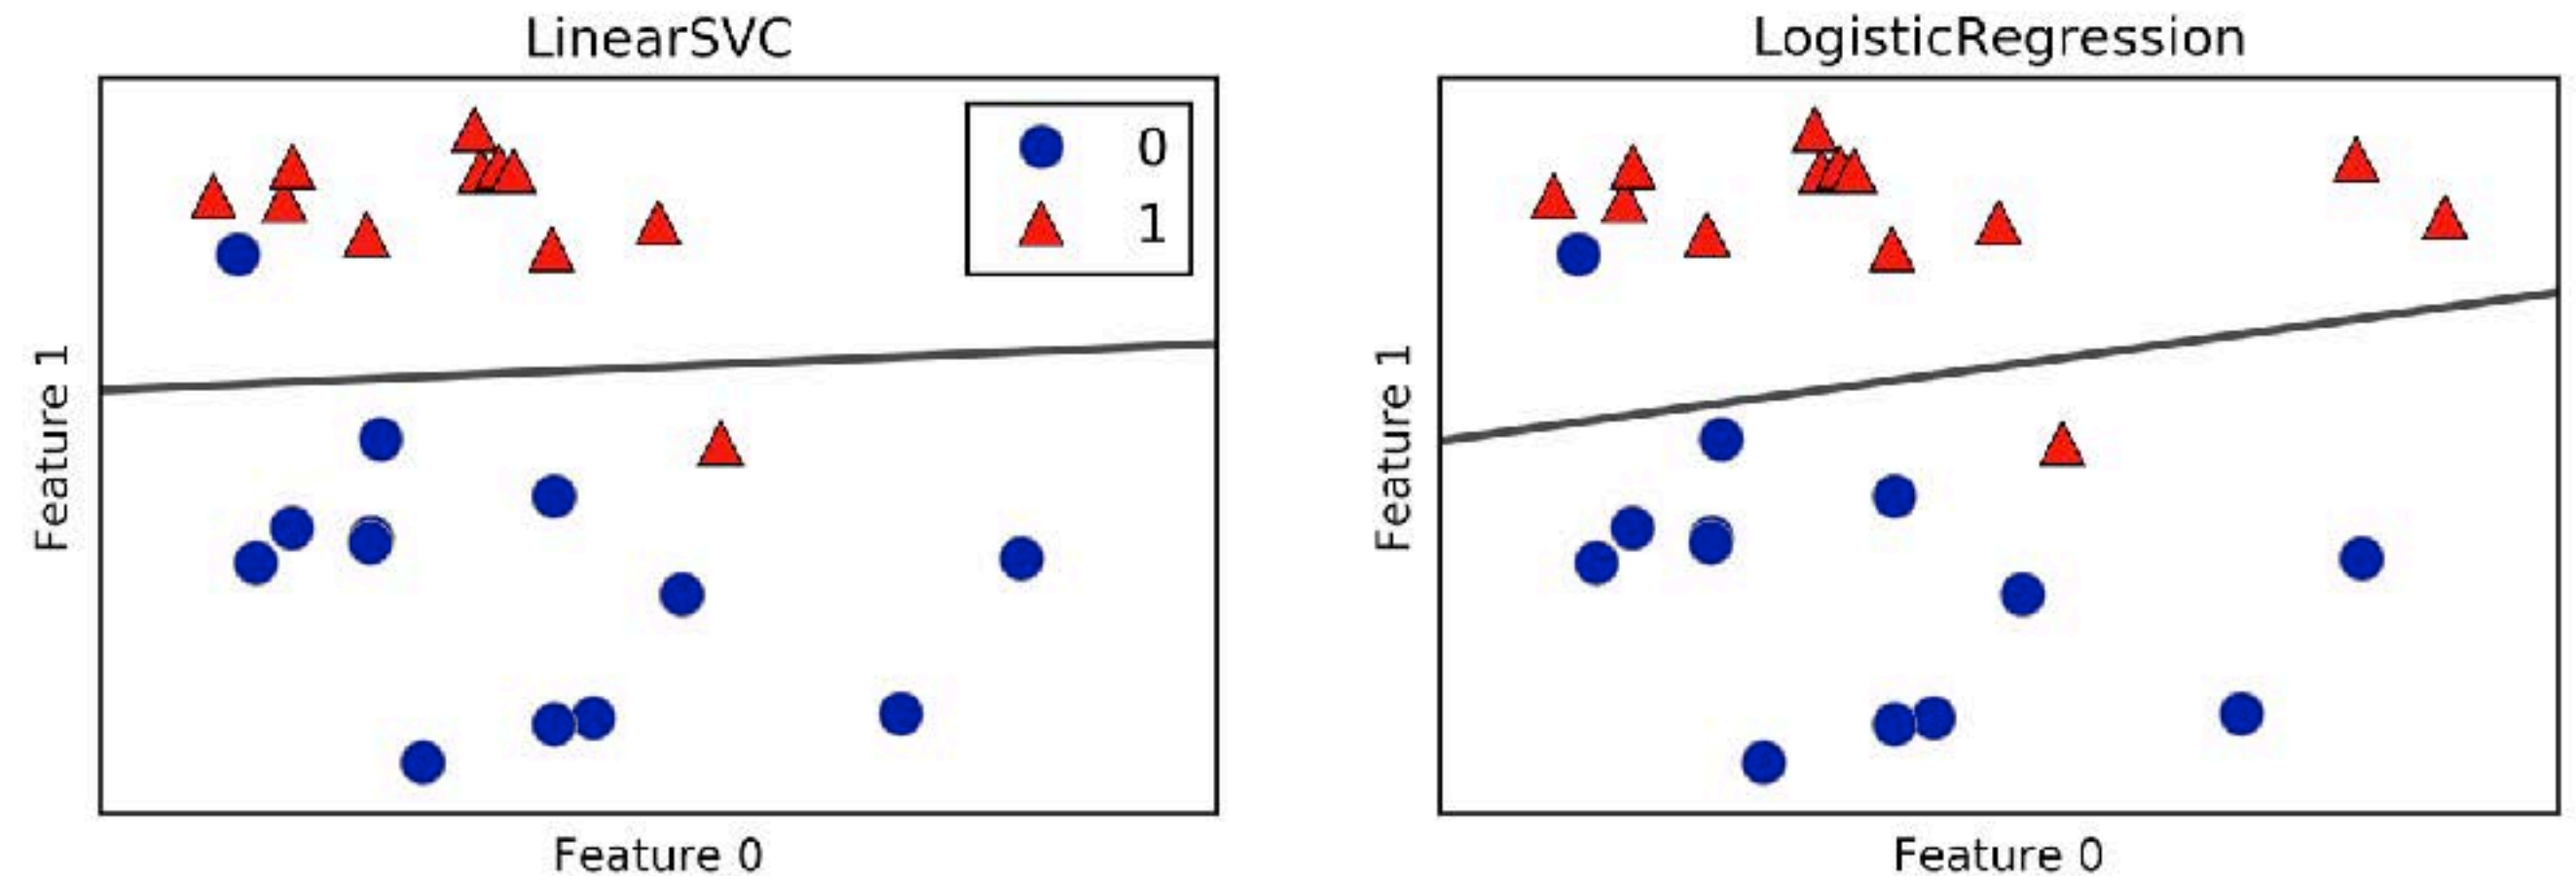 LinearSVC
0
1
Feature 1
Feature 0
LogisticRegression
Feature 1
Feature 0